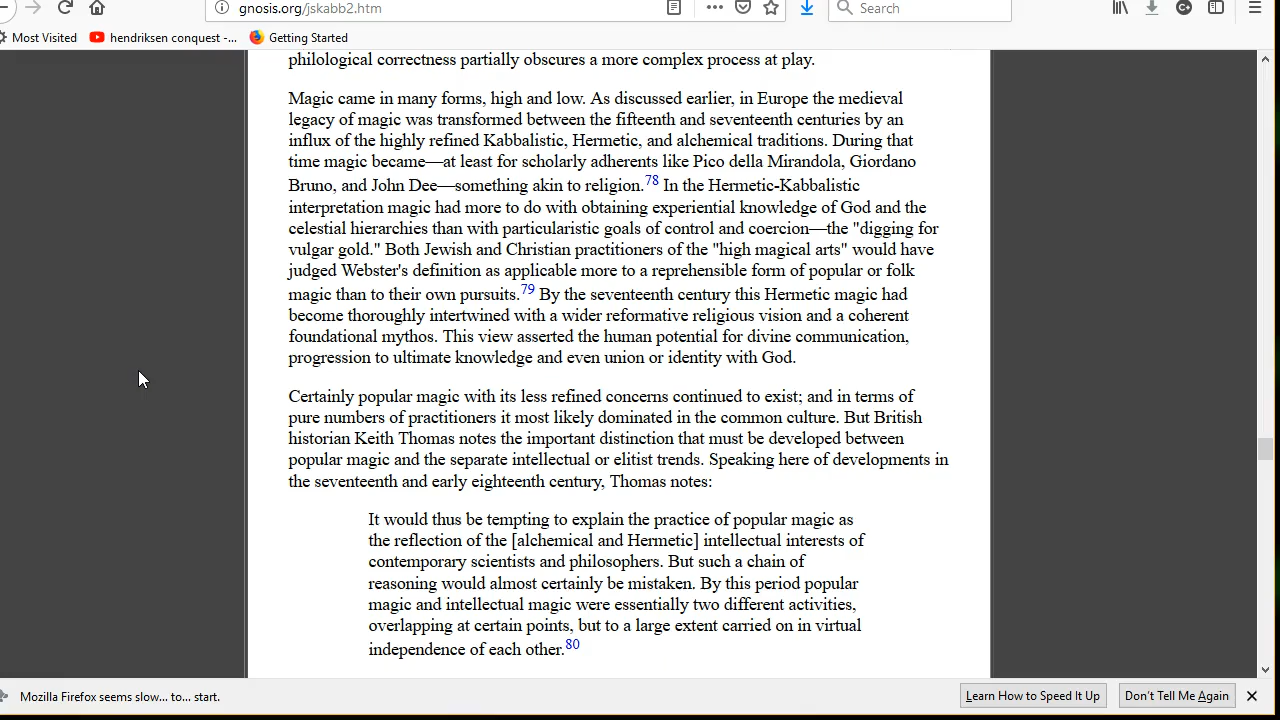 gnosis.org/jskabb2.htm
Search
Most Visited
hendriksen conquest -...
Getting Started
philological correctness partially obscures a more complex process at play.
Magic came in many forms, high and low. As discussed earlier, in Europe the medieval
legacy of magic was transformed between the fifteenth and seventeenth centuries by an
influx of the highly refined Kabbalistic, Hermetic, and alchemical traditions. During that
time magic became—at least for scholarly adherents like Pico della Mirandola, Giordano
Bruno, and John Dee—something akin to religion.78 In the Hermetic-Kabbalistic
interpretation magic had more to do with obtaining experiential knowledge of God and the
celestial hierarchies than with particularistic goals of control and coercion—the "digging for
vulgar gold." Both Jewish and Christian practitioners of the "high magical arts" would have
judged Webster's definition as applicable more to a reprehensible form of popular or folk
magic than to their own pursuits.79 By the seventeenth century this Hermetic magic had
become thoroughly intertwined with a wider reformative religious vision and a coherent
foundational mythos. This view asserted the human potential for divine communication,
progression to ultimate knowledge and even union or identity with God.
Certainly popular magic with its less refined concerns continued to exist; and in terms of
pure numbers of practitioners it most likely dominated in the common culture. But British
historian Keith Thomas notes the important distinction that must be developed between
popular magic and the separate intellectual or elitist trends. Speaking here of developments in
the seventeenth and early eighteenth century, Thomas notes:
It would thus be tempting to explain the practice of popular magic as
the reflection of the [alchemical and Hermetic] intellectual interests of
contemporary scientists and philosophers. But such a chain of
reasoning would almost certainly be mistaken. By this period popular
magic and intellectual magic were essentially two different activities,
overlapping at certain points, but to a large extent carried on in virtual
independence of each other.80
Mozilla Firefox seems slow... to... start.
Learn How to Speed It Up
Don't Tell Me Again